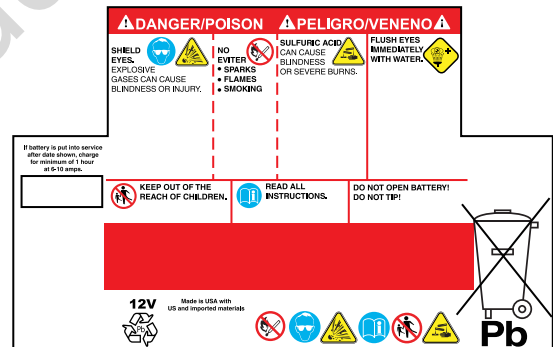 DANGER/POISON
PELIGRO/VENENO
SHIELD
EYES.
EXPLOSIVE
GASES CAN CAUSE
BLINDNESS OR INJURY.
NO
EVITER
• SPARKS
• FLAMES
• SMOKING
SULFURIC ACID
CAN CAUSE
BLINDNESS
OR SEVERE BURNS.
FLUSH EYES
IMMEDIATELY
WITH WATER.
If battery is put into service
after date shown, charge
for minimum of 1 hour
at 6-10 amps.
KEEP OUT OF THE
REACH OF CHILDREN.
READ ALL
INSTRUCTIONS.
DO NOT OPEN BATTERY!
DO NOT TIP!
12V
Pb
Made is USA with
US and imported materials
Pb